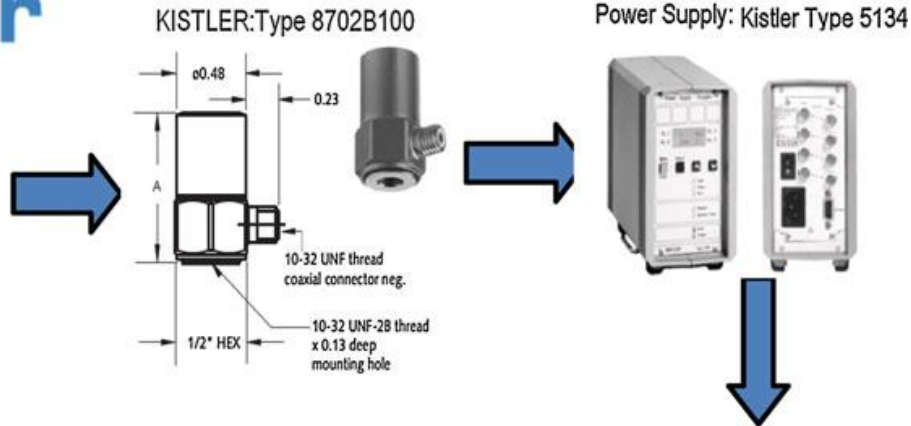 r
KISTLER:Type 8702B100
Power Supply: Kistler Type 5134
ø0.48
0.23
A
10-32 UNF thread
coaxial connector neg.
10-32 UNF-2B thread
x 0.13 deep
mounting hole
1/2" HEX